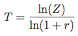 T = ln(Z) / ln(1 + r)